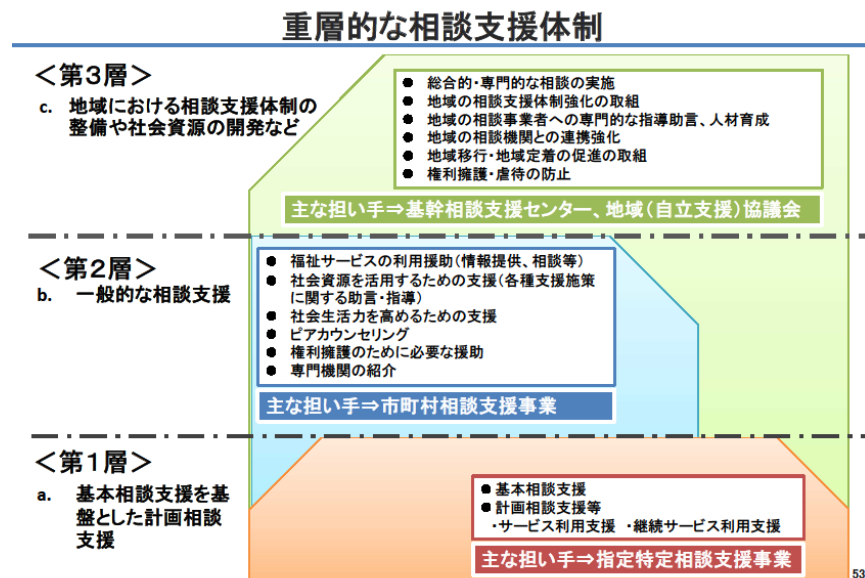 重層的な相談支援体制
＜第３層＞
c. 地域における相談支援体制の
整備や社会資源の開発など
● 総合的・専門的な相談の実施
● 地域の相談支援体制強化の取組
● 地域の相談事業者への専門的な指導助言、人材育成
● 地域の相談機関との連携強化
● 地域移行・地域定着の促進の取組
● 権利擁護・虐待の防止
主な担い手⇒基幹相談支援センター、地域（自立支援）協議会
＜第２層＞
b. 一般的な相談支援
● 福祉サービスの利用援助（情報提供、相談等）
● 社会資源を活用するための支援（各種支援施策
に関する助言・指導）
● 社会生活力を高めるための支援
● ピアカウンセリング
● 権利擁護のために必要な援助
● 専門機関の紹介
主な担い手⇒市町村相談支援事業
＜第１層＞
a. 基本相談支援を基
盤とした計画相談
支援
● 基本相談支援
● 計画相談支援等
・サービス利用支援 ・継続サービス利用支援
主な担い手⇒指定特定相談支援事業
53